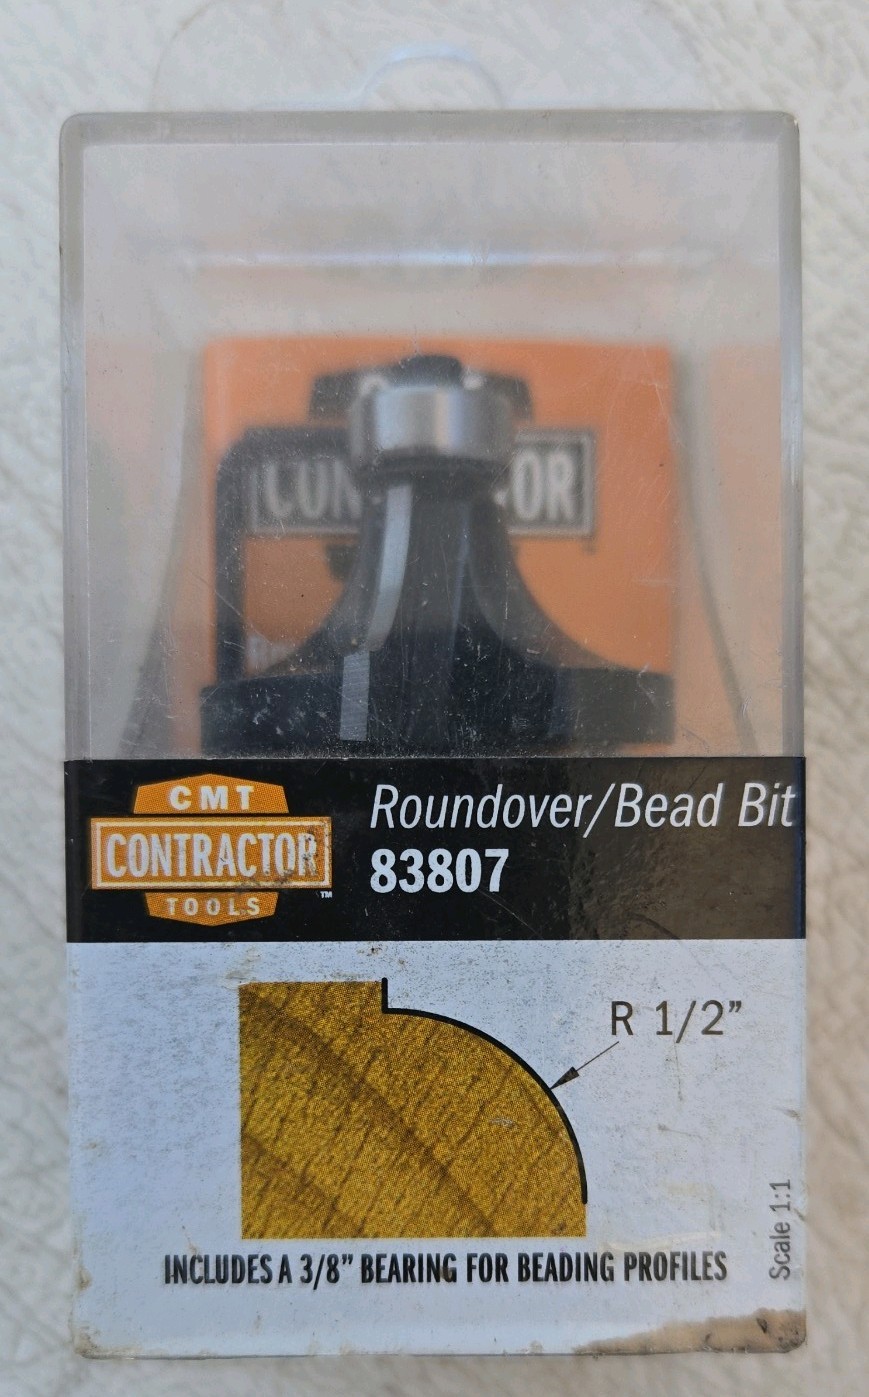 CMT
CONTRACTOR
TOOLS
™
Roundover/Bead Bit
83807
R 1/2”
Scale 1:1
INCLUDES A 3/8” BEARING FOR BEADING PROFILES